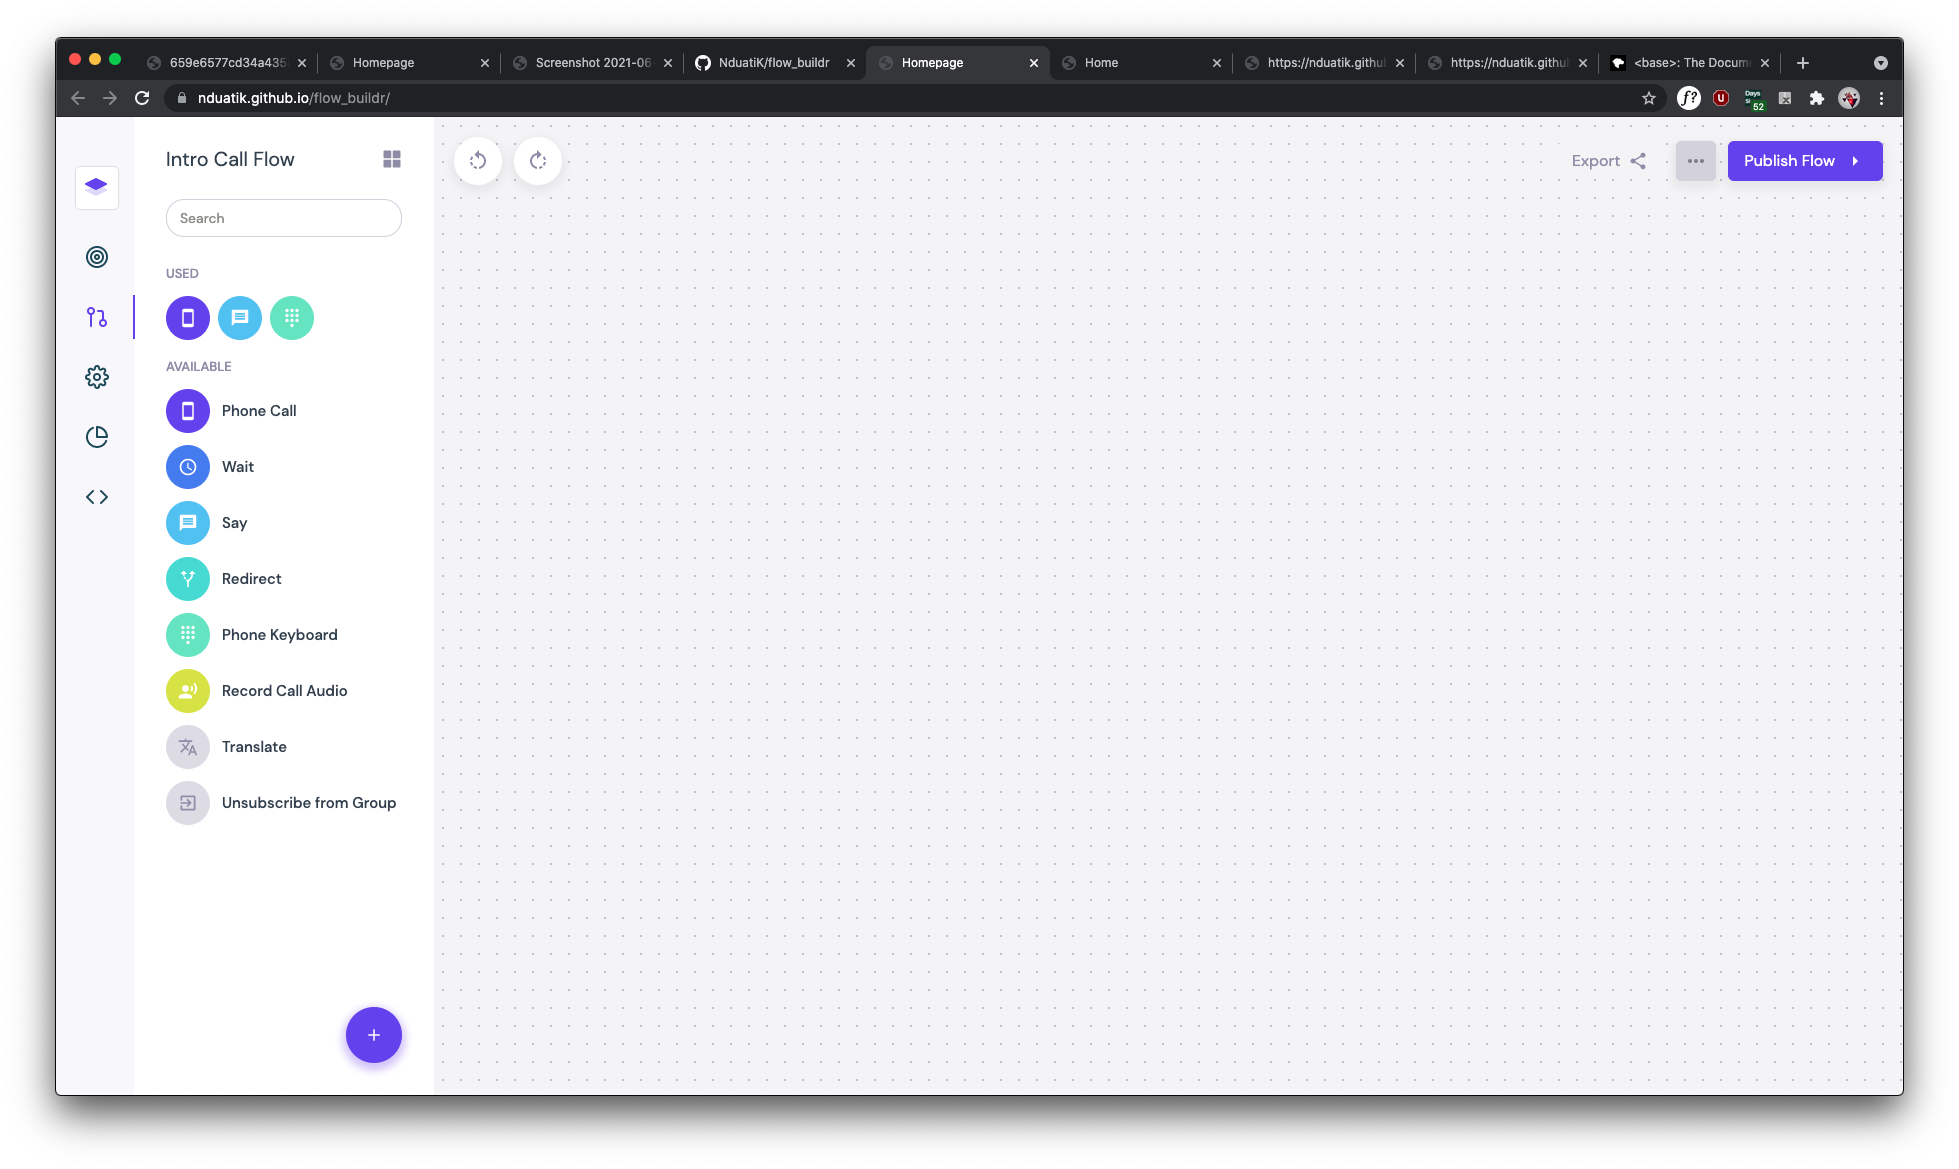 659e6577cd34a435
Homepage
Screenshot 2021-06
NduatiK/flow_buildr
Homepage
Home
https://nduatik.githu
https://nduatik.githu
<base>: The Docum
nduatik.github.io/flow_buildr/
f?
U
Days
52
Intro Call Flow
Export
Publish Flow
Search
USED
AVAILABLE
Phone Call
Wait
Say
Redirect
Phone Keyboard
Record Call Audio
Translate
Unsubscribe from Group